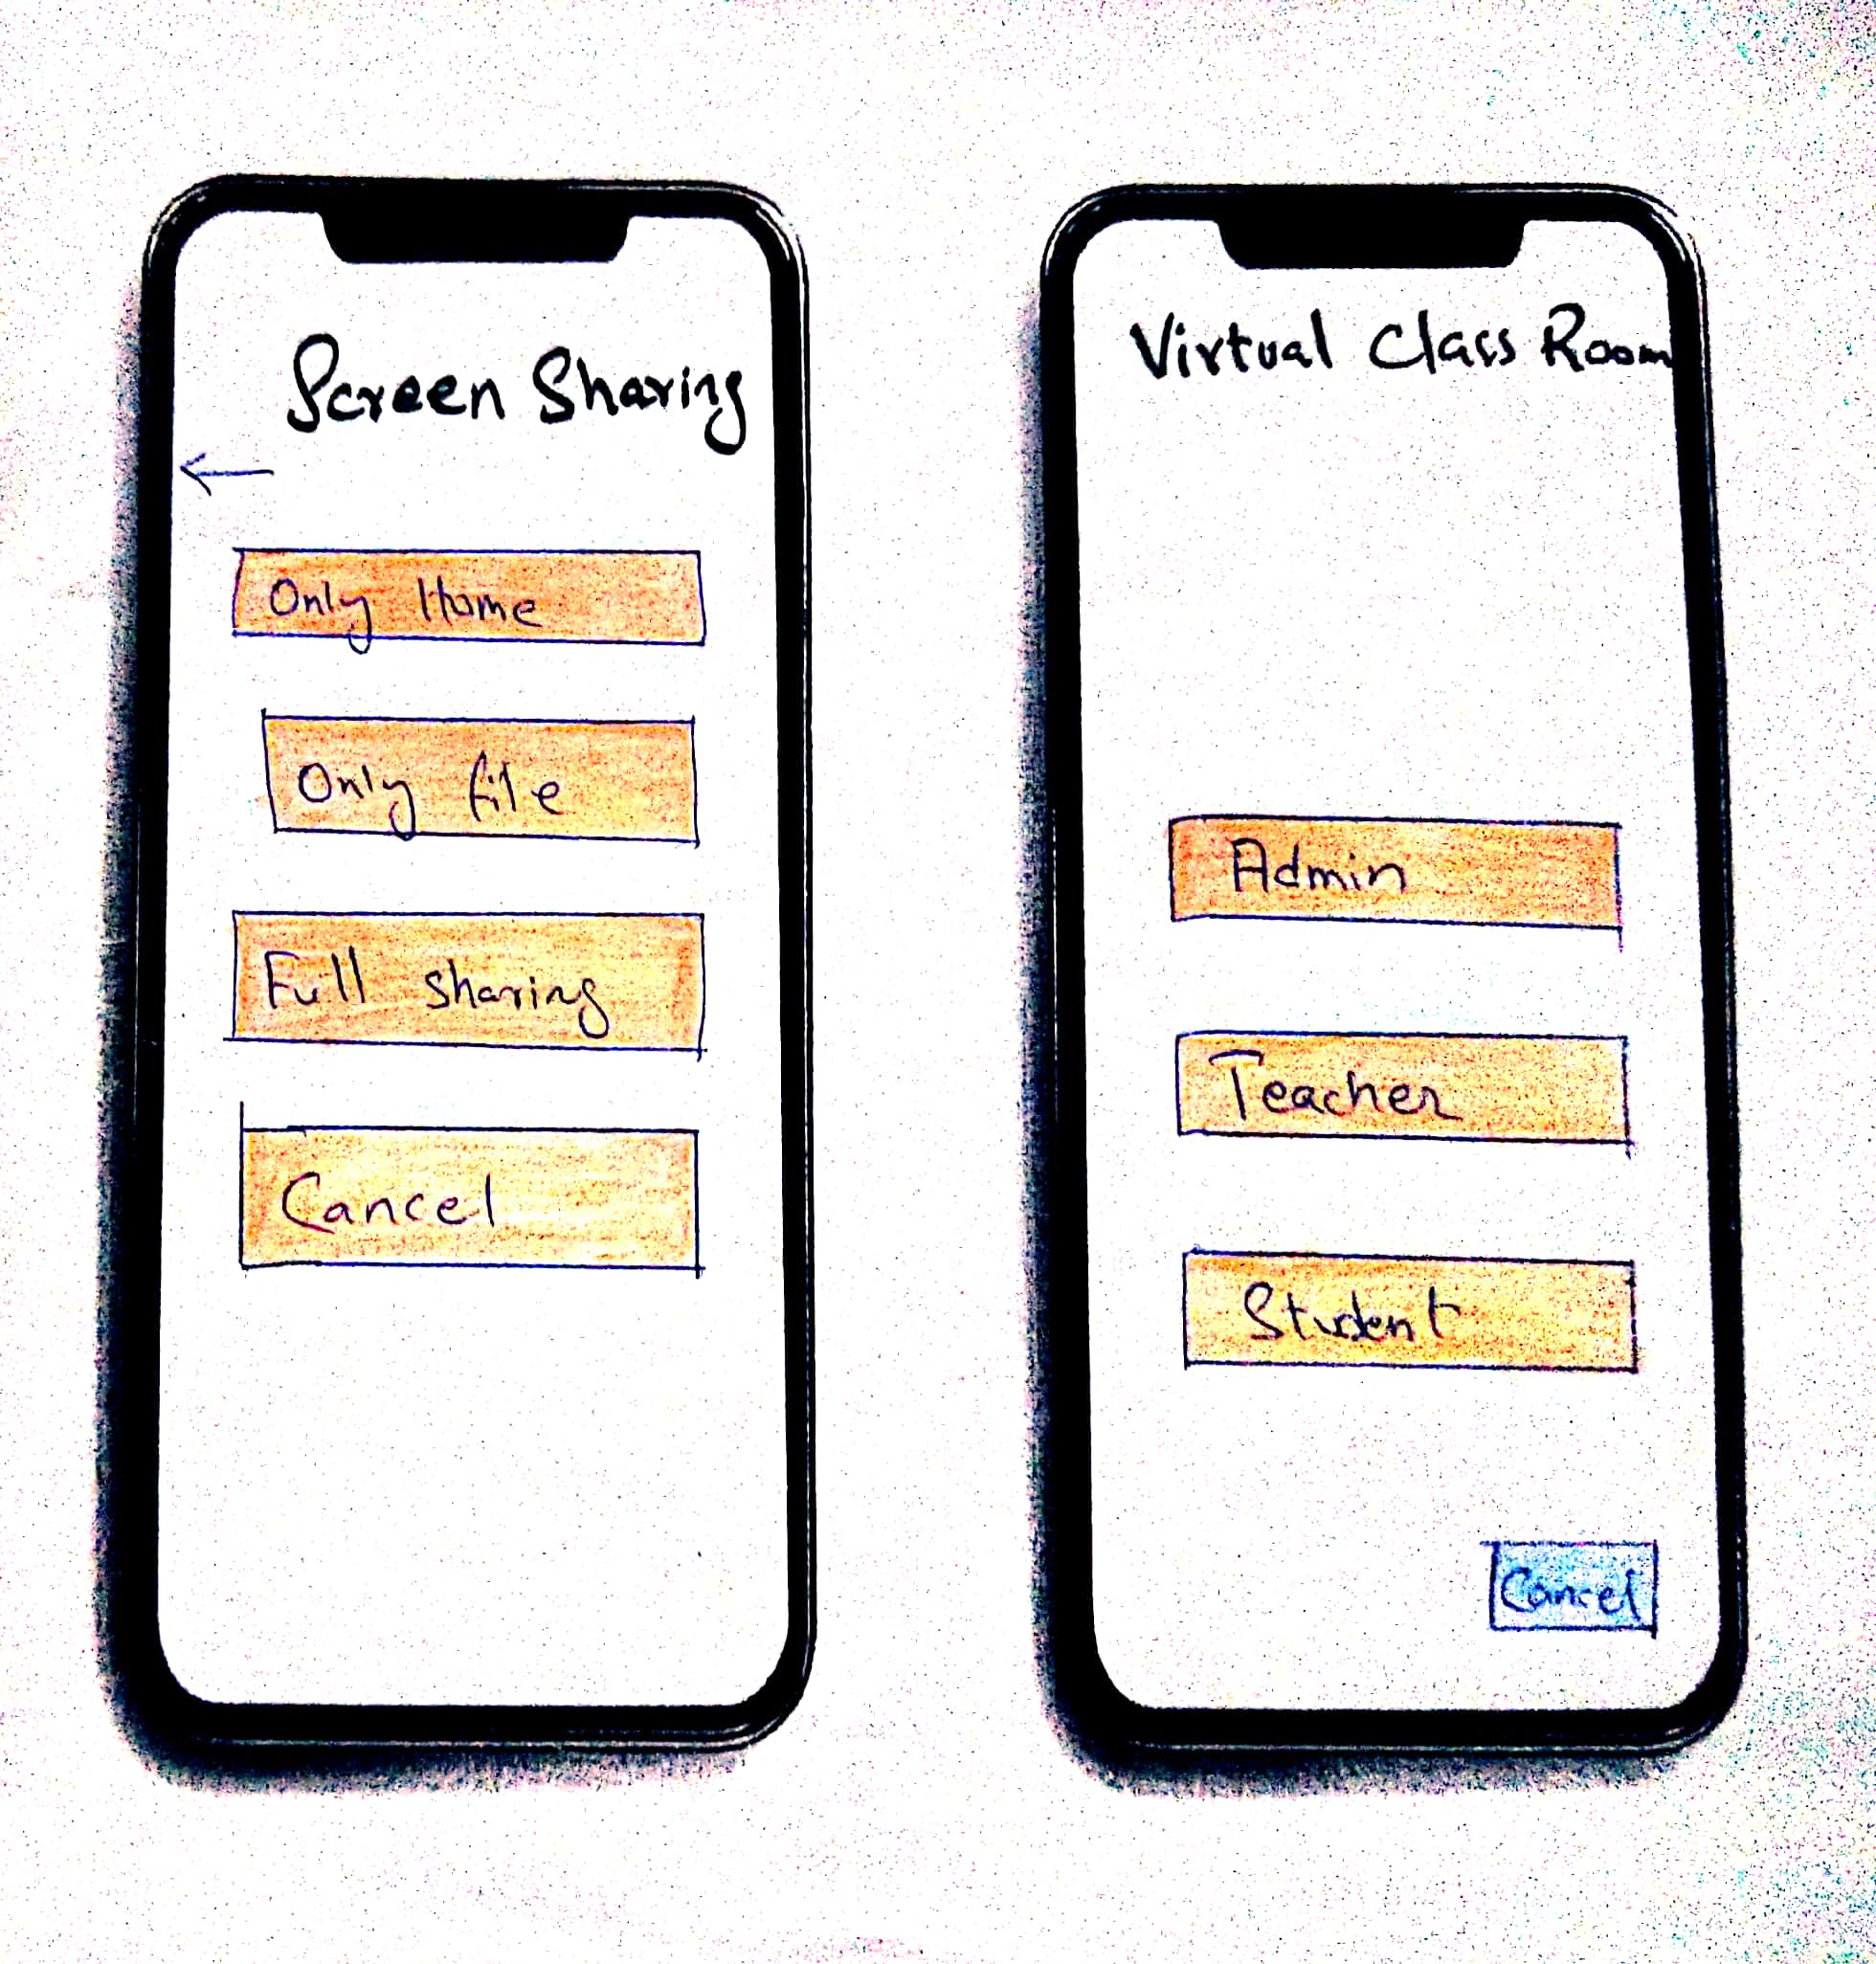 Screen Sharing
Only Home
Only file
Full sharing
Cancel
Virtual Class Room
Admin
Teacher
Student
Cancel